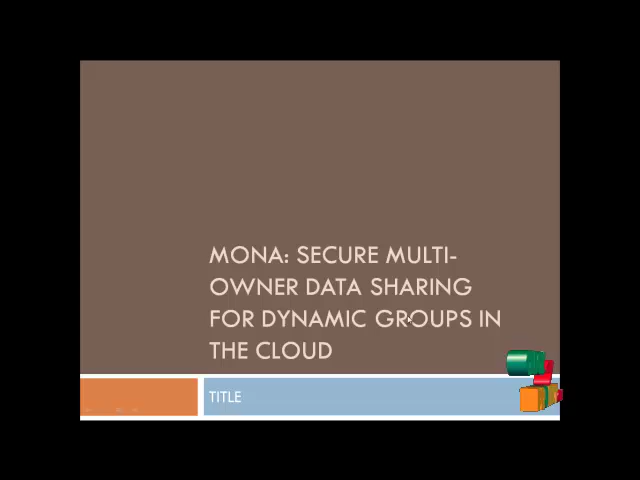 MONA: SECURE MULTI-
OWNER DATA SHARING
FOR DYNAMIC GROUPS IN
THE CLOUD
TITLE